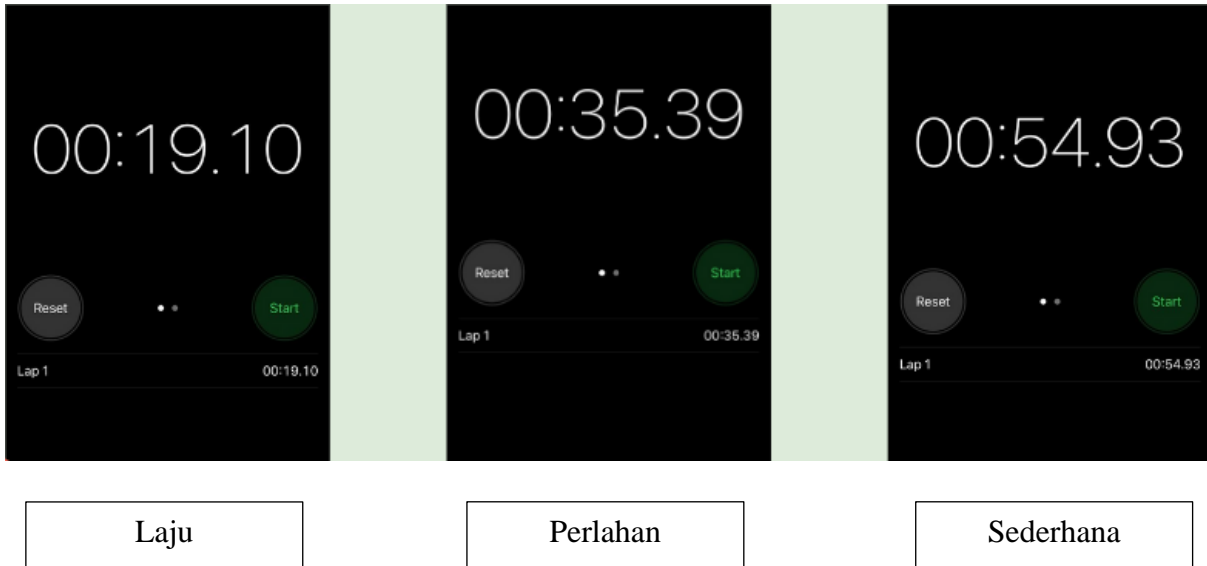 00:19.10
Reset
Start
Lap 1 00:19.10
00:35.39
Reset
Start
Lap 1 00:35.39
00:54.93
Reset
Start
Lap 1 00:54.93
Laju
Perlahan
Sederhana